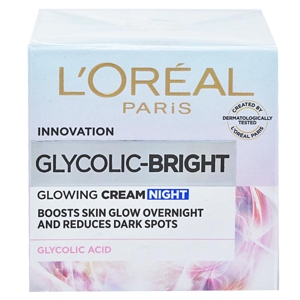 L'ORÉAL
PARIS
CREATED BY
DERMATOLOGICALLY
TESTED
L'ORÉAL PARIS
INNOVATION
GLYCOLIC-BRIGHT
GLOWING CREAM NIGHT
BOOSTS SKIN GLOW OVERNIGHT
AND REDUCES DARK SPOTS
GLYCOLIC ACID